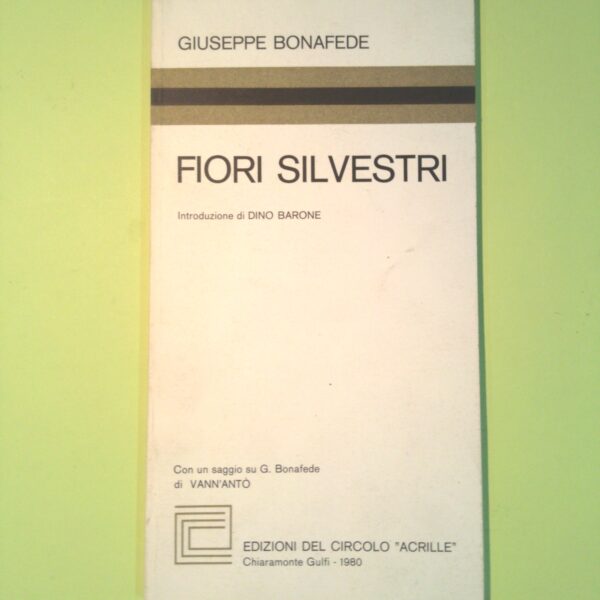 GIUSEPPE BONAFEDE
FIORI SILVESTRI
Introduzione di DINO BARONE
Con un saggio su G. Bonafede
di VANN'ANTÒ
EDIZIONI DEL CIRCOLO "ACRILLE"
Chiaramonte Gulfi - 1980